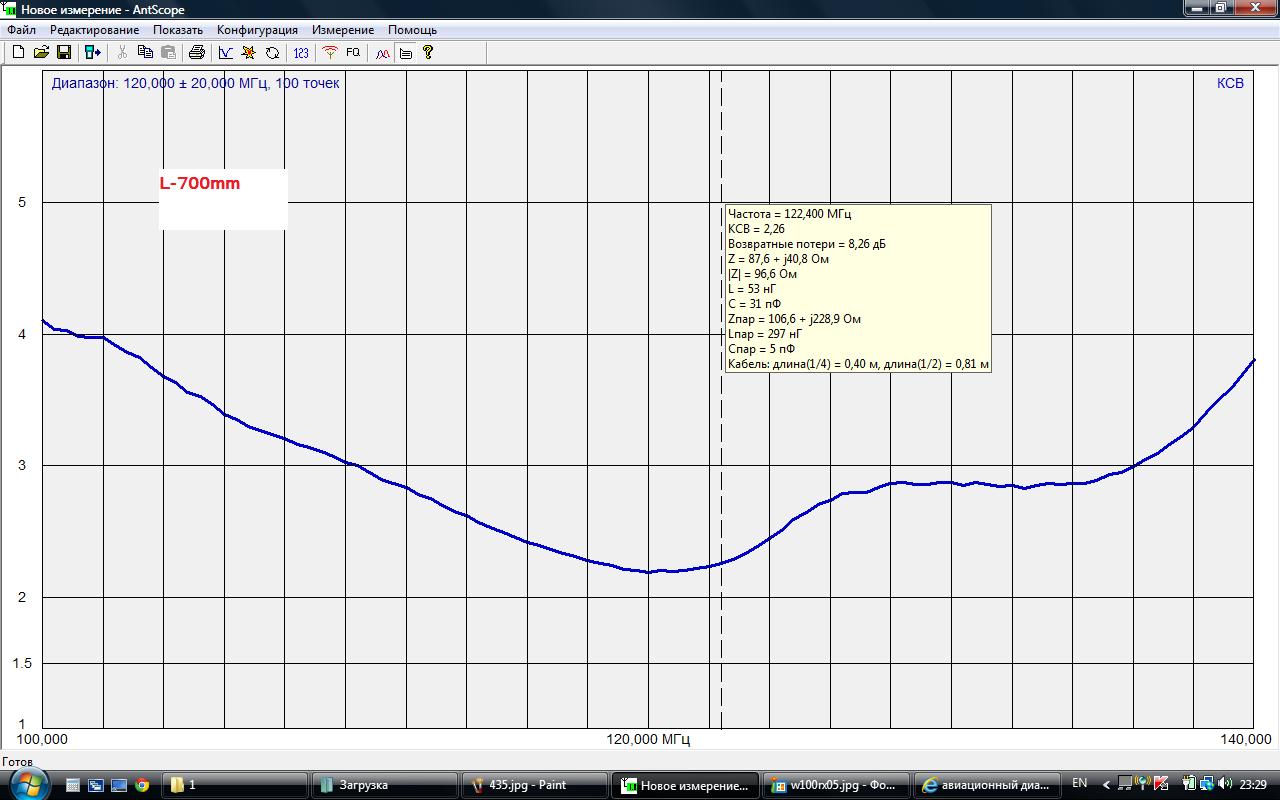 Новое измерение - AntScope
Файл Редактирование Показать Конфигурация Измерение Помощь
123 FQ
Диапазон: 120,000 ± 20,000 МГц, 100 точек
КСВ
L-700mm
5
Частота = 122,400 МГц
КСВ = 2,26
Возвратные потери = 8,26 дБ
Z = 87,6 + j40,8 Ом
|Z| = 96,6 Ом
L = 53 нГ
C = 31 пФ
Zпар = 106,6 + j228,9 Ом
Lпар = 297 нГ
Cпар = 5 пФ
Кабель: длина(1/4) = 0,40 м, длина(1/2) = 0,81 м
4
3
2
1.5
1
100,000 120,000 МГц 140,000
Готов
1 Загрузка 435.jpg - Paint Новое измерение... w100rx05.jpg - Фо... авиационный диа... EN 23:29